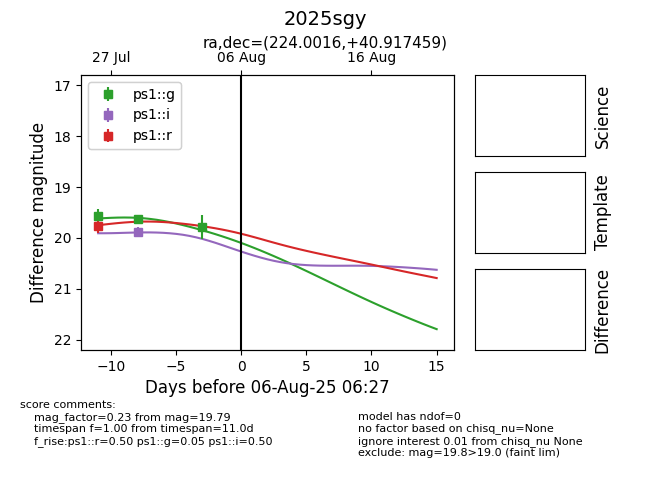 2025sgy
ra,dec=(224.0016,+40.917459)
27 Jul 06 Aug 16 Aug
17
18
19
20
21
22
Difference magnitude
ps1::g
ps1::i
ps1::r
−10 −5 0 5 10 15
Days before 06-Aug-25 06:27
Science
Template
Difference
score comments:
mag_factor=0.23 from mag=19.79
timespan f=1.00 from timespan=11.0d
f_rise:ps1::r=0.50 ps1::g=0.05 ps1::i=0.50
model has ndof=0
no factor based on chisq_nu=None
ignore interest 0.01 from chisq_nu None
exclude: mag=19.8>19.0 (faint lim)